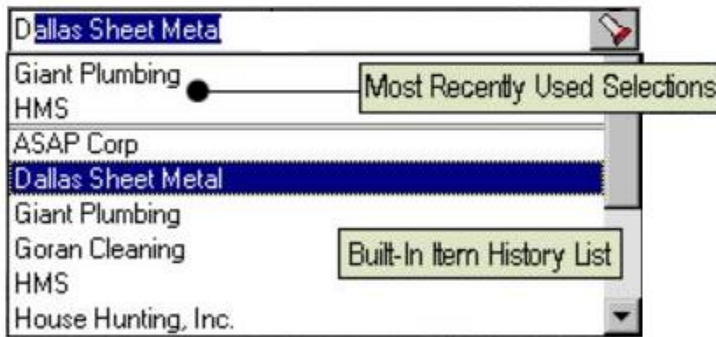 Dallas Sheet Metal
Giant Plumbing
Most Recently Used Selections
HMS
ASAP Corp
Dallas Sheet Metal
Giant Plumbing
Goran Cleaning
Built-In Item History List
HMS
House Hunting, Inc.